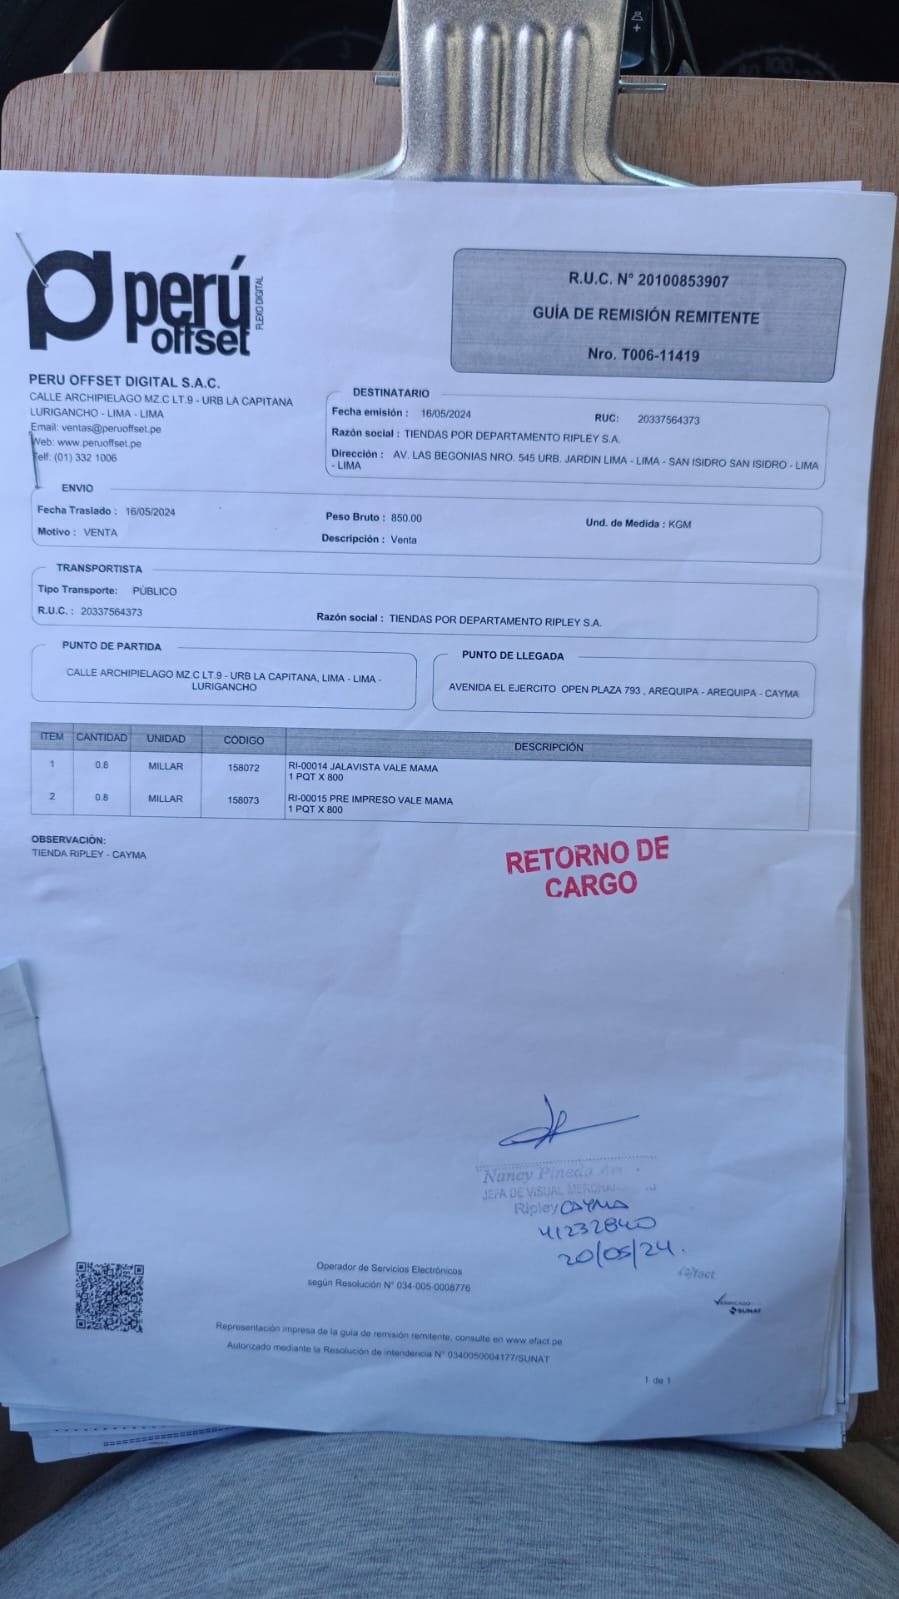 perú
offset
FLEXO DIGITAL
R.U.C. N° 20100853907
GUÍA DE REMISIÓN REMITENTE
Nro. T006-11419
PERU OFFSET DIGITAL S.A.C.
CALLE ARCHIPIELAGO MZ.C LT.9 - URB LA CAPITANA
LURIGANCHO - LIMA - LIMA
Email: ventas@peruoffset.pe
Web: www.peruoffset.pe
Telf: (01) 332 1006
DESTINATARIO
Fecha emisión : 16/05/2024 RUC: 20337564373
Razón social : TIENDAS POR DEPARTAMENTO RIPLEY S.A.
Dirección : AV. LAS BEGONIAS NRO. 545 URB. JARDIN LIMA - LIMA - SAN ISIDRO SAN ISIDRO - LIMA
- LIMA
ENVIO
Fecha Traslado : 16/05/2024 Peso Bruto : 850.00 Und. de Medida : KGM
Motivo : VENTA Descripción : Venta
TRANSPORTISTA
Tipo Transporte: PÚBLICO
R.U.C. : 20337564373 Razón social : TIENDAS POR DEPARTAMENTO RIPLEY S.A.
PUNTO DE PARTIDA
CALLE ARCHIPIELAGO MZ.C LT.9 - URB LA CAPITANA, LIMA - LIMA -
LURIGANCHO
PUNTO DE LLEGADA
AVENIDA EL EJERCITO OPEN PLAZA 793 , AREQUIPA - AREQUIPA - CAYMA
ITEM CANTIDAD UNIDAD CÓDIGO DESCRIPCIÓN
1 0.8 MILLAR 158072 RI-00014 JALAVISTA VALE MAMA
1 PQT X 800
2 0.8 MILLAR 158073 RI-00015 PRE IMPRESO VALE MAMA
1 PQT X 800
OBSERVACIÓN:
TIENDA RIPLEY - CAYMA
RETORNO DE
CARGO
Nancy Pineda
JEFA DE VISUAL
Ripley CAYMA
41232840
20/05/24.
Operador de Servicios Electrónicos
según Resolución N° 034-005-0008776
efact
SUNAT
Representación impresa de la guía de remisión remitente, consulte en www.efact.pe
Autorizado mediante la Resolución de intendencia N° 0340050004177/SUNAT
1 de 1